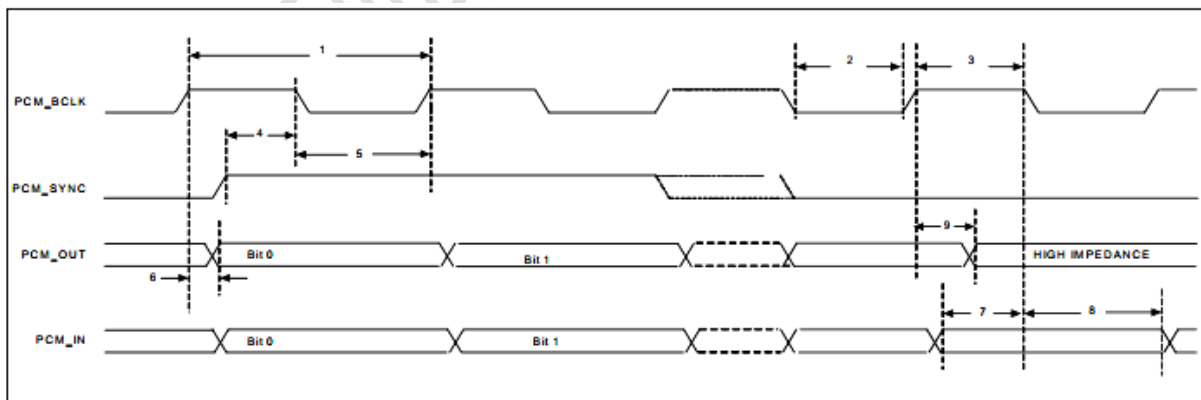 1
2
3
PCM_BCLK
4
5
PCM_SYNC
9
PCM_OUT
Bit 0
Bit 1
HIGH IMPEDANCE
6
7
8
PCM_IN
Bit 0
Bit 1